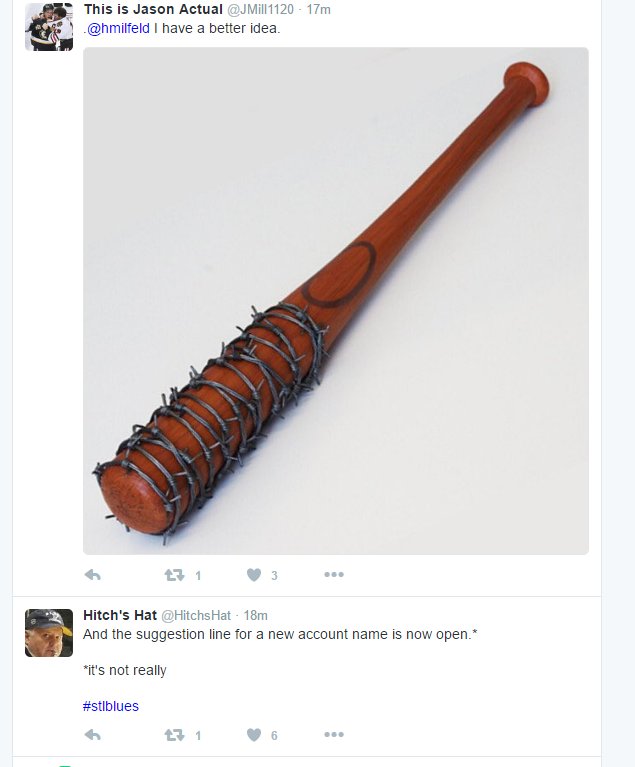 This is Jason Actual @JMill1120 · 17m
.@hmilfeld I have a better idea.
1 3
Hitch's Hat @HitchsHat · 18m
And the suggestion line for a new account name is now open.*
*it's not really
#stlblues
1 6